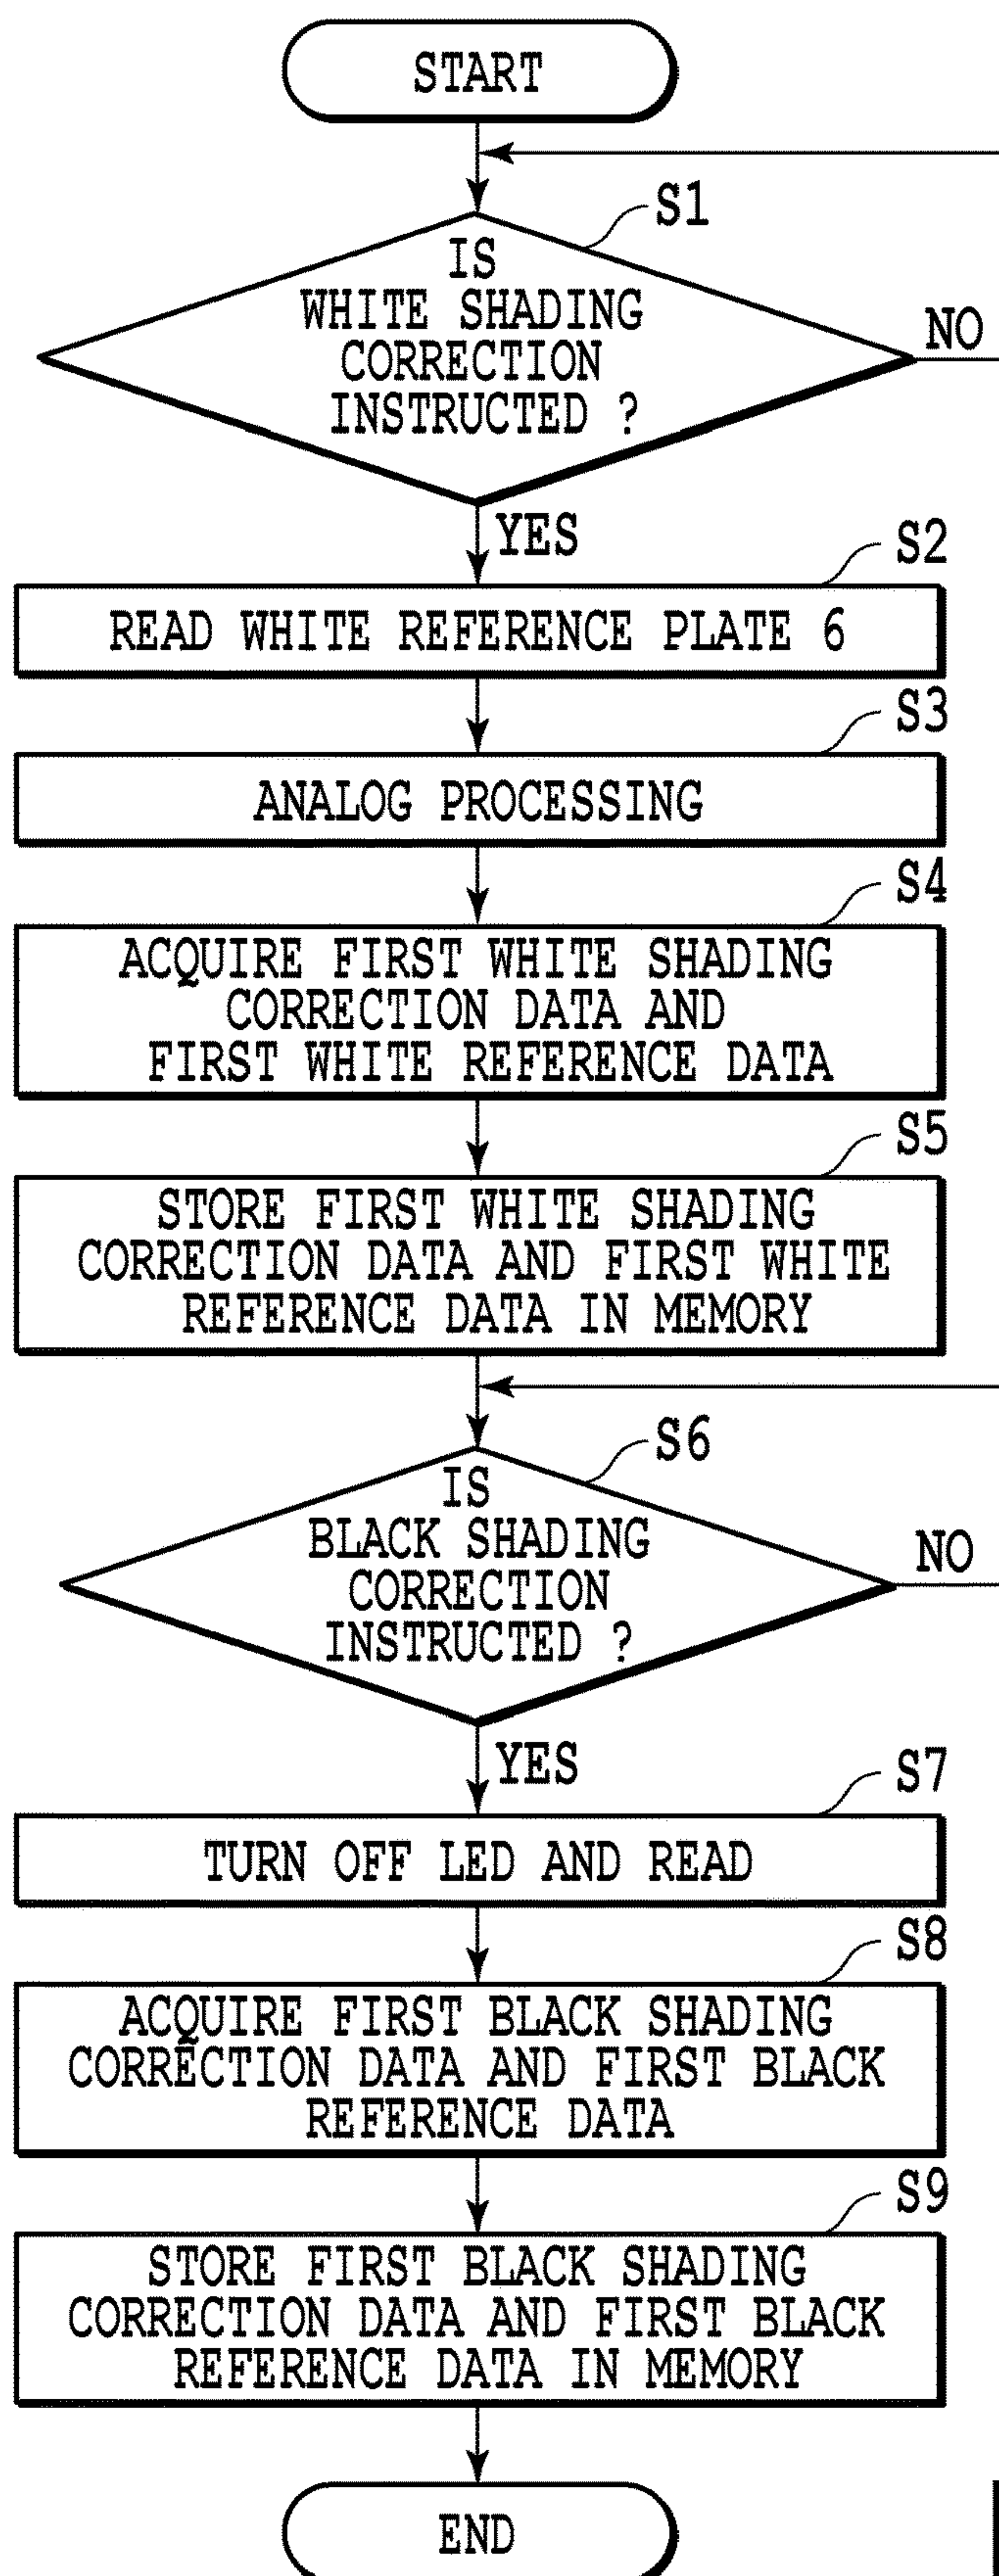 START
S1
IS
WHITE SHADING
CORRECTION
INSTRUCTED ?
NO
YES
S2
READ WHITE REFERENCE PLATE 6
S3
ANALOG PROCESSING
S4
ACQUIRE FIRST WHITE SHADING
CORRECTION DATA AND
FIRST WHITE REFERENCE DATA
S5
STORE FIRST WHITE SHADING
CORRECTION DATA AND FIRST WHITE
REFERENCE DATA IN MEMORY
S6
IS
BLACK SHADING
CORRECTION
INSTRUCTED ?
NO
YES
S7
TURN OFF LED AND READ
S8
ACQUIRE FIRST BLACK SHADING
CORRECTION DATA AND FIRST BLACK
REFERENCE DATA
S9
STORE FIRST BLACK SHADING
CORRECTION DATA AND FIRST BLACK
REFERENCE DATA IN MEMORY
END